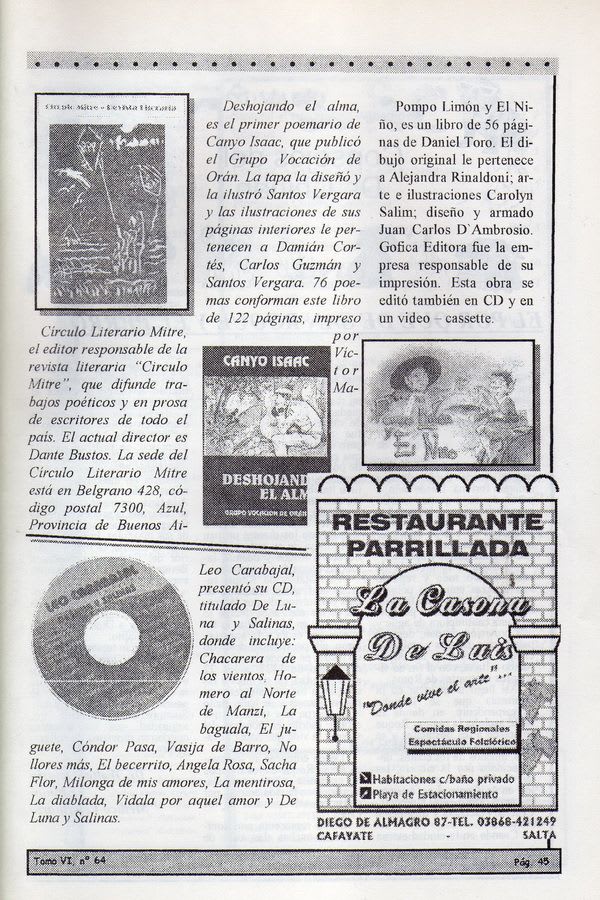 Círculo Mitre - Revista Literaria
Círculo Literario Mitre,
el editor responsable de la
revista literaria "Circulo
Mitre", que difunde tra-
bajos poéticos y en prosa
de escritores de todo el
país. El actual director es
Dante Bustos. La sede del
Círculo Literario Mitre
está en Belgrano 428, có-
digo postal 7300, Azul,
Provincia de Buenos Ai-
Deshojando el alma,
es el primer poemario de
Canyo Isaac, que publicó
el Grupo Vocación de
Orán. La tapa la diseñó y
la ilustró Santos Vergara
y las ilustraciones de sus
páginas interiores le per-
tenecen a Damián Cor-
tés, Carlos Guzmán y
Santos Vergara. 76 poe-
mas conforman este libro
de 122 páginas, impreso
por
Víc-
tor
Ma-
CANYO ISAAC
DESHOJAND
EL ALM
GRUPO VOCACION DE ORÁN
Pompo Limón y El Ni-
ño, es un libro de 56 pági-
nas de Daniel Toro. El di-
bujo original le pertenece
a Alejandra Rinaldoni; ar-
te e ilustraciones Carolyn
Salim; diseño y armado
Juan Carlos D`Ambrosio.
Gofica Editora fue la em-
presa responsable de su
impresión. Esta obra se
editó también en CD y en
un video – cassette.
El Niño
LEO CARABAJAL
DE LUNA Y SALINAS
Leo Carabajal,
presentó su CD,
titulado De Lu-
na y Salinas,
donde incluye:
Chacarera de
los vientos, Ho-
mero al Norte
de Manzi, La
baguala, El ju-
guete, Cóndor Pasa, Vasija de Barro, No
llores más, El becerrito, Angela Rosa, Sacha
Flor, Milonga de mis amores, La mentirosa,
La diablada, Vidala por aquel amor y De
Luna y Salinas.
RESTAURANTE
PARRILLADA
La Casona
De Luis
"Donde vive el arte"...
Comidas Regionales
Espectáculo Folclórico
Habitaciones c/baño privado
Playa de Estacionamiento
DIEGO DE ALMAGRO 87-TEL. 03868-421249
CAFAYATE - SALTA
Tomo VI, n° 64
Pág. 45